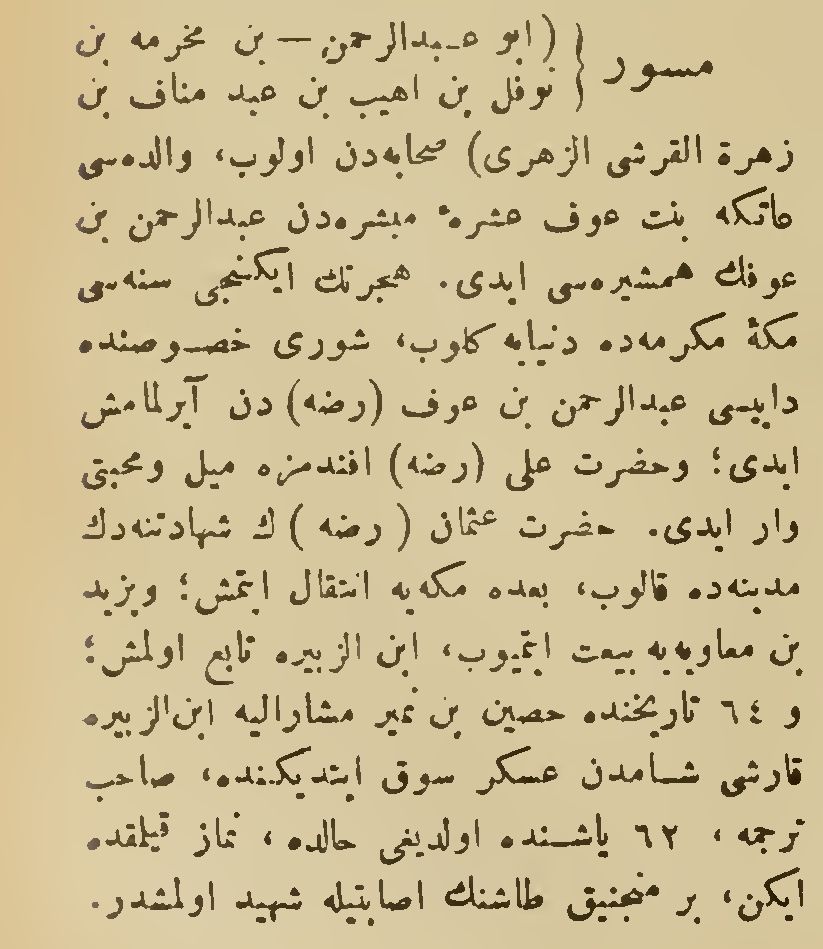 مسور { (ابو عبدالرحمن — بن مخرمه بن
نوفل بن اهيب بن عبد مناف بن
زهرة القرشى الزهرى) صحابه‌دن اولوب، والده‌سى
عاتكه بنت عوف عشرهٔ مبشره‌دن عبدالرحمن بن
عوفك همشيره‌سى ايدى. هجرتك ايكنجى سنه‌سى
مكهٔ مكرمه‌ده دنيايه كلوب، شورى خصوصنده
داييسى عبدالرحمن بن عوف (رضه) دن آيرلمامش
ايدى؛ وحضرت على (رضه) افندمزه ميل ومحبتى
وار ايدى. حضرت عثمان (رضه) ك شهادتنه‌دك
مدينه‌ده قالوب، بعده مكه‌يه انتقال ايتمش؛ ويزيد
بن معاويه‌يه بيعت ايتميوب، ابن الزبيره تابع اولمش؛
و ٦٤ تاريخنده حصين بن نمير مشاراليه ابن‌الزبيره
قارشى شامدن عسكر سوق ايتديكنده، صاحب
ترجمه، ٦٢ ياشنده اولديغى حالده، نماز قيلمقده
ايكن، بر منجنيق طاشنك اصابتيله شهيد اولمشدر.